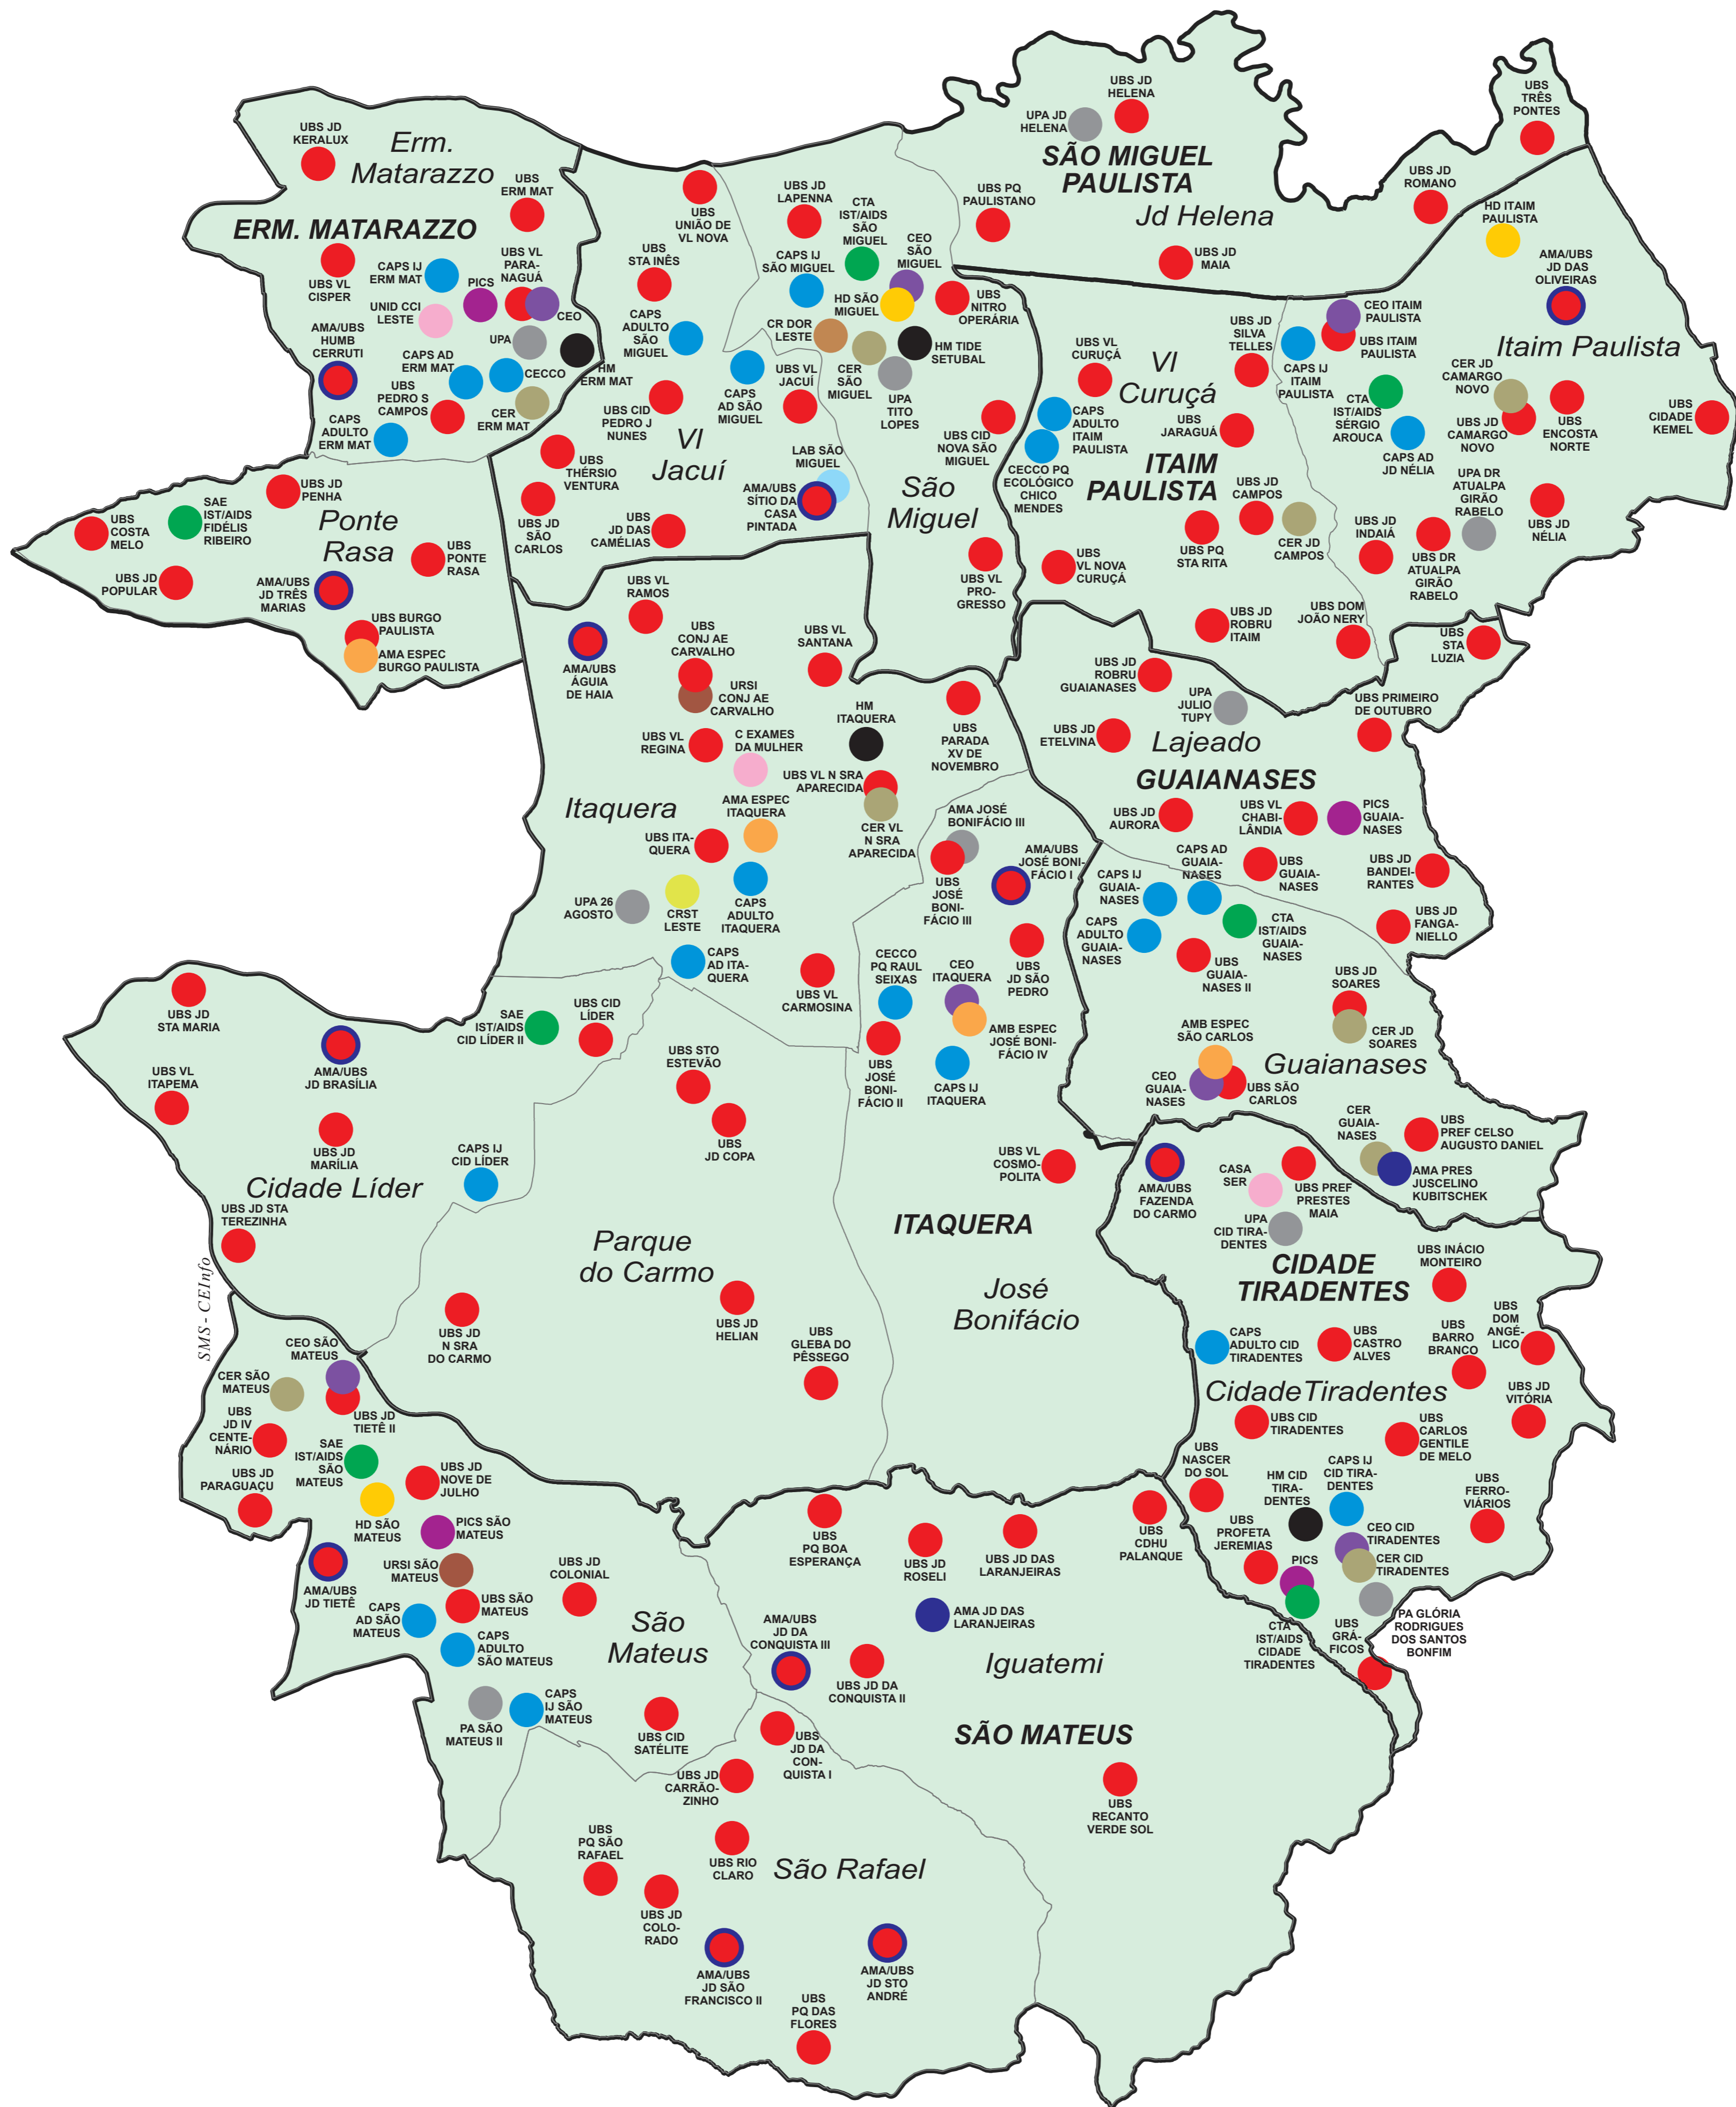 UBS JD
KERALUX
Erm.
Matarazzo
UBS
ERM MAT
ERM. MATARAZZO
UBS VL
CISPER
CAPS IJ
ERM MAT
PICS
UBS VL
PARA-
NAGUÁ
CEO
UNID CCI
LESTE
AMA/UBS
HUMB
CERRUTI
UPA
HM
ERM MAT
CAPS AD
ERM MAT
CECCO
UBS
PEDRO S
CAMPOS
CER
ERM MAT
CAPS
ADULTO
ERM MAT
UBS JD
PENHA
SAE
IST/AIDS
FIDÉLIS
RIBEIRO
UBS
COSTA
MELO
Ponte
Rasa
UBS
PONTE
RASA
UBS JD
POPULAR
AMA/UBS
JD TRÊS
MARIAS
UBS BURGO
PAULISTA
AMA ESPEC
BURGO PAULISTA
UBS
UNIÃO DE
VL NOVA
UBS
STA INÊS
CAPS
ADULTO
SÃO
MIGUEL
UBS CID
PEDRO J
NUNES
Vl
Jacuí
UBS
THÉRSIO
VENTURA
UBS JD
SÃO
CARLOS
UBS
JD DAS
CAMÉLIAS
CAPS
AD SÃO
MIGUEL
UBS VL
JACUÍ
LAB SÃO
MIGUEL
AMA/UBS
SÍTIO DA
CASA
PINTADA
UBS JD
LAPENNA
CTA
IST/AIDS
SÃO
MIGUEL
CAPS IJ
SÃO MIGUEL
CEO
SÃO
MIGUEL
HD SÃO
MIGUEL
UBS
NITRO
OPERÁRIA
CR DOR
LESTE
CER
SÃO
MIGUEL
HM TIDE
SETUBAL
UPA
TITO
LOPES
UBS CID
NOVA SÃO
MIGUEL
São
Miguel
UBS VL
PRO-
GRESSO
UBS JD
HELENA
UPA JD
HELENA
SÃO MIGUEL
PAULISTA
Jd Helena
UBS PQ
PAULISTANO
UBS JD
MAIA
UBS
TRÊS
PONTES
UBS JD
ROMANO
HD ITAIM
PAULISTA
AMA/UBS
JD DAS
OLIVEIRAS
CEO ITAIM
PAULISTA
UBS ITAIM
PAULISTA
CAPS IJ
ITAIM
PAULISTA
Itaim Paulista
UBS JD
SILVA
TELLES
UBS VL
CURUÇÁ
Vl
Curuçá
CAPS
ADULTO
ITAIM
PAULISTA
CECCO PQ
ECOLÓGICO
CHICO
MENDES
UBS
JARAGUÁ
ITAIM
PAULISTA
CTA
IST/AIDS
SÉRGIO
AROUCA
CAPS AD
JD NÉLIA
CER JD
CAMARGO
NOVO
UBS JD
CAMARGO
NOVO
UBS
ENCOSTA
NORTE
UBS
CIDADE
KEMEL
UBS JD
CAMPOS
CER JD
CAMPOS
UBS PQ
STA RITA
UBS
VL NOVA
CURUÇÁ
UBS JD
INDAIÁ
UPA DR
ATUALPA
GIRÃO
RABELO
UBS DR
ATUALPA
GIRÃO
RABELO
UBS JD
NÉLIA
UBS JD
ROBRU
ITAIM
UBS DOM
JOÃO NERY
UBS
STA
LUZIA
UBS VL
RAMOS
AMA/UBS
ÁGUIA
DE HAIA
UBS
CONJ AE
CARVALHO
URSI
CONJ AE
CARVALHO
UBS VL
SANTANA
UBS VL
REGINA
C EXAMES
DA MULHER
HM
ITAQUERA
UBS
PARADA
XV DE
NOVEMBRO
Itaquera
AMA ESPEC
ITAQUERA
UBS VL N SRA
APARECIDA
CER VL
N SRA
APARECIDA
UBS ITA-
QUERA
AMA JOSÉ
BONIFÁCIO III
UBS
JOSÉ
BONI-
FÁCIO III
AMA/UBS
JOSÉ BONI-
FÁCIO I
UPA 26
AGOSTO
CRST
LESTE
CAPS
ADULTO
ITAQUERA
CAPS
AD ITA-
QUERA
UBS VL
CARMOSINA
CECCO
PQ RAUL
SEIXAS
CEO
ITAQUERA
UBS
JD SÃO
PEDRO
AMB ESPEC
JOSÉ BONI-
FÁCIO IV
UBS
JOSÉ
BONI-
FÁCIO II
CAPS IJ
ITAQUERA
UBS VL
COSMO-
POLITA
ITAQUERA
José
Bonifácio
UBS JD
ROBRU
GUAIANASES
UPA
JULIO
TUPY
UBS PRIMEIRO
DE OUTUBRO
UBS JD
ETELVINA
Lajeado
GUAIANASES
UBS JD
AURORA
UBS VL
CHABI-
LÂNDIA
PICS
GUAIA-
NASES
CAPS AD
GUAIA-
NASES
UBS
GUAIA-
NASES
UBS JD
BANDEI-
RANTES
CAPS IJ
GUAIA-
NASES
CAPS
ADULTO
GUAIA-
NASES
CTA
IST/AIDS
GUAIA-
NASES
UBS JD
FANGA-
NIELLO
UBS
GUAIA-
NASES II
UBS JD
SOARES
CER JD
SOARES
AMB ESPEC
SÃO CARLOS
Guaianases
CEO
GUAIA-
NASES
UBS SÃO
CARLOS
CER
GUAIA-
NASES
UBS
PREF CELSO
AUGUSTO DANIEL
AMA PRES
JUSCELINO
KUBITSCHEK
UBS JD
STA MARIA
AMA/UBS
JD BRASÍLIA
SAE
IST/AIDS
CID LÍDER II
UBS CID
LÍDER
UBS VL
ITAPEMA
UBS JD
MARÍLIA
CAPS IJ
CID LÍDER
Cidade Líder
UBS JD STA
TEREZINHA
UBS STO
ESTEVÃO
UBS
JD COPA
Parque
do Carmo
UBS JD
HELIAN
UBS
GLEBA DO
PÊSSEGO
UBS JD
N SRA
DO CARMO
SMS - CEInfo
AMA/UBS
FAZENDA
DO CARMO
CASA
SER
UBS PREF
PRESTES
MAIA
UPA
CID TIRA-
DENTES
CIDADE
TIRADENTES
UBS INÁCIO
MONTEIRO
CAPS
ADULTO CID
TIRADENTES
UBS
CASTRO
ALVES
UBS
BARRO
BRANCO
UBS
DOM
ANGÉ-
LICO
CidadeTiradentes
UBS JD
VITÓRIA
UBS CID
TIRADENTES
UBS
CARLOS
GENTILE
DE MELO
UBS
NASCER
DO SOL
HM CID
TIRA-
DENTES
CAPS IJ
CID TIRA-
DENTES
UBS
FERRO-
VIÁRIOS
UBS
PROFETA
JEREMIAS
CEO CID
TIRADENTES
PICS
CER CID
TIRADENTES
CTA
IST/AIDS
CIDADE
TIRADENTES
UBS
GRÁ-
FICOS
PA GLÓRIA
RODRIGUES
DOS SANTOS
BONFIM
CEO SÃO
MATEUS
CER SÃO
MATEUS
UBS JD
TIETÊ II
UBS
JD IV
CENTE-
NÁRIO
SAE
IST/AIDS
SÃO
MATEUS
UBS JD
PARAGUAÇU
UBS JD
NOVE DE
JULHO
HD SÃO
MATEUS
PICS SÃO
MATEUS
AMA/UBS
JD TIETÊ
URSI SÃO
MATEUS
UBS JD
COLONIAL
CAPS
AD SÃO
MATEUS
UBS SÃO
MATEUS
CAPS
ADULTO
SÃO MATEUS
São
Mateus
PA SÃO
MATEUS II
CAPS
IJ SÃO
MATEUS
UBS CID
SATÉLITE
UBS
PQ BOA
ESPERANÇA
UBS JD
ROSELI
UBS JD DAS
LARANJEIRAS
UBS
CDHU
PALANQUE
AMA JD DAS
LARANJEIRAS
AMA/UBS
JD DA
CONQUISTA III
UBS JD DA
CONQUISTA II
Iguatemi
SÃO MATEUS
UBS
JD DA
CON-
QUISTA I
UBS JD
CARRÃO-
ZINHO
UBS
RECANTO
VERDE SOL
UBS
PQ SÃO
RAFAEL
UBS RIO
CLARO
São Rafael
UBS JD
COLO-
RADO
AMA/UBS
JD SÃO
FRANCISCO II
AMA/UBS
JD STO
ANDRÉ
UBS
PQ DAS
FLORES